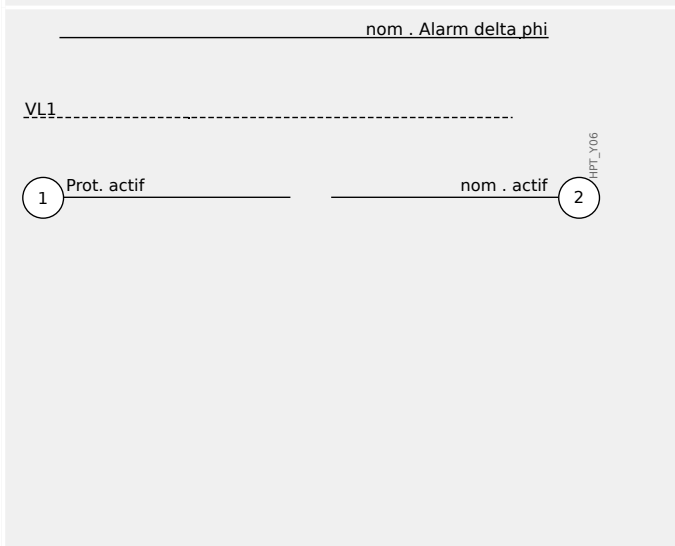 nom . Alarm delta phi
VL1
HPT_Y06
Prot. actif
nom . actif
1
2